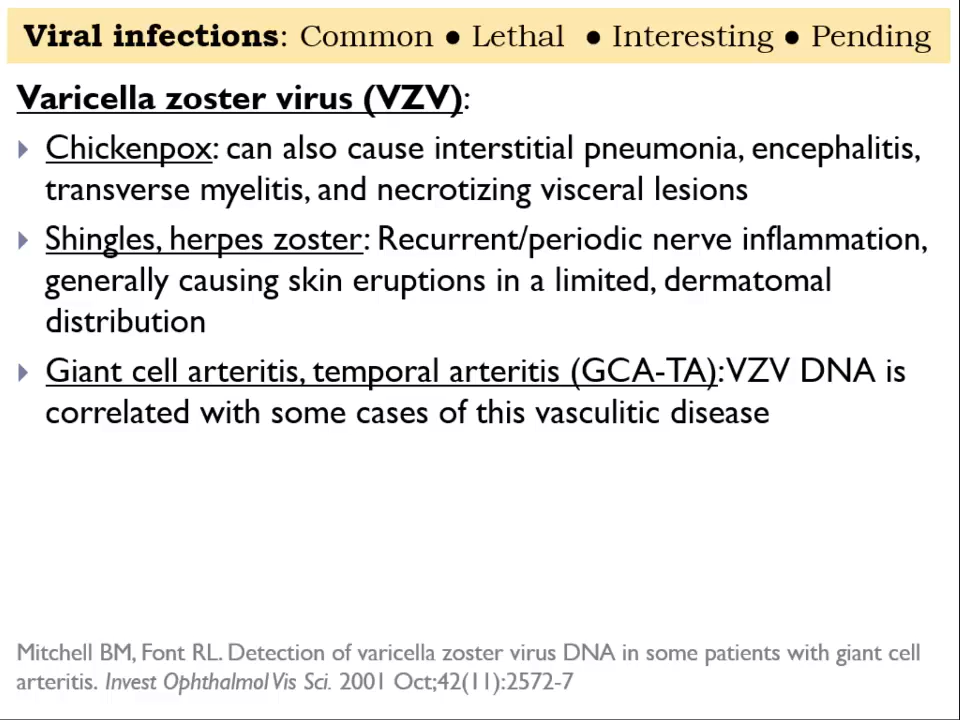 Viral infections: Common ● Lethal ● Interesting ● Pending
Varicella zoster virus (VZV):
Chickenpox: can also cause interstitial pneumonia, encephalitis,
transverse myelitis, and necrotizing visceral lesions
Shingles, herpes zoster: Recurrent/periodic nerve inflammation,
generally causing skin eruptions in a limited, dermatomal
distribution
Giant cell arteritis, temporal arteritis (GCA-TA): VZV DNA is
correlated with some cases of this vasculitic disease
Mitchell BM, Font RL. Detection of varicella zoster virus DNA in some patients with giant cell
arteritis. Invest Ophthalmol Vis Sci. 2001 Oct;42(11):2572-7